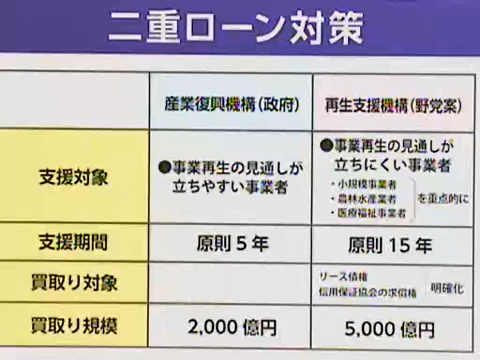 二重ローン対策
産業復興機構(政府)
再生支援機構(野党案)
支援対象
●事業再生の見通しが
立ちやすい事業者
●事業再生の見通しが
立ちにくい事業者
・小規模事業者
・農林水産業者
・医療福祉事業者
を重点的に
支援期間
原則5年
原則15年
買取り対象
リース債権
信用保証協会の求償権
明確化
買取り規模
2,000億円
5,000億円